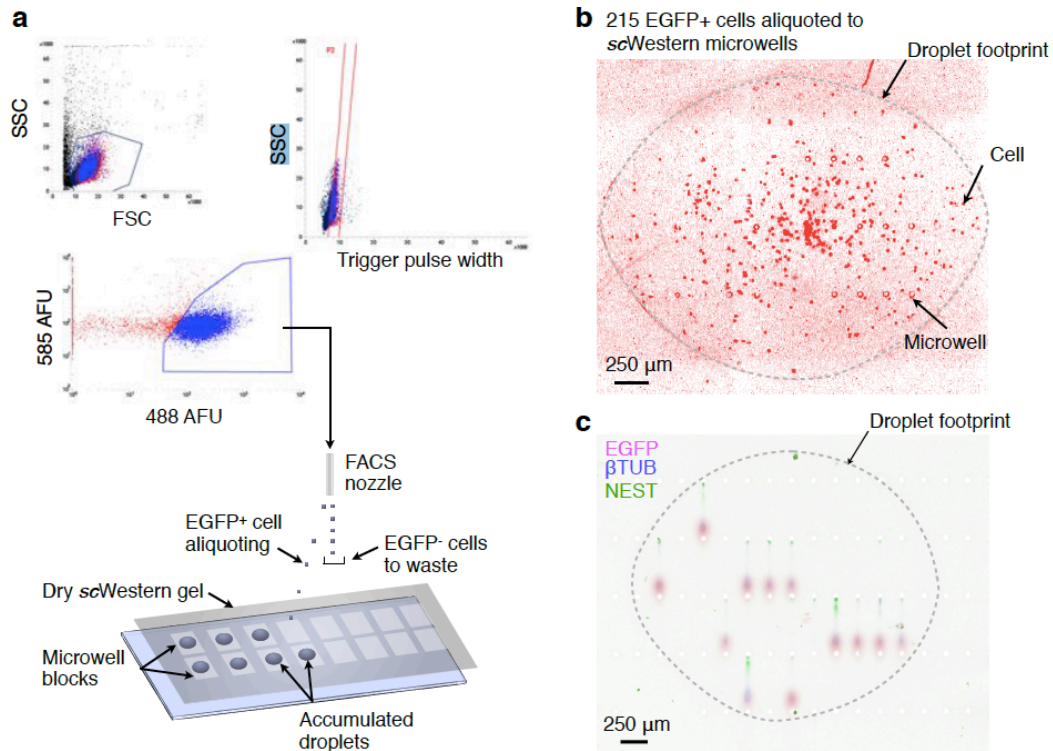 a
SSC
FSC
P2
SSC
Trigger pulse width
585 AFU
488 AFU
FACS
nozzle
EGFP+ cell
aliquoting
EGFP- cells
to waste
Dry scWestern gel
Microwell
blocks
Accumulated
droplets
b
215 EGFP+ cells aliquoted to
scWestern microwells
Droplet footprint
Cell
Microwell
250 μm
c
Droplet footprint
EGFP
βTUB
NEST
250 μm